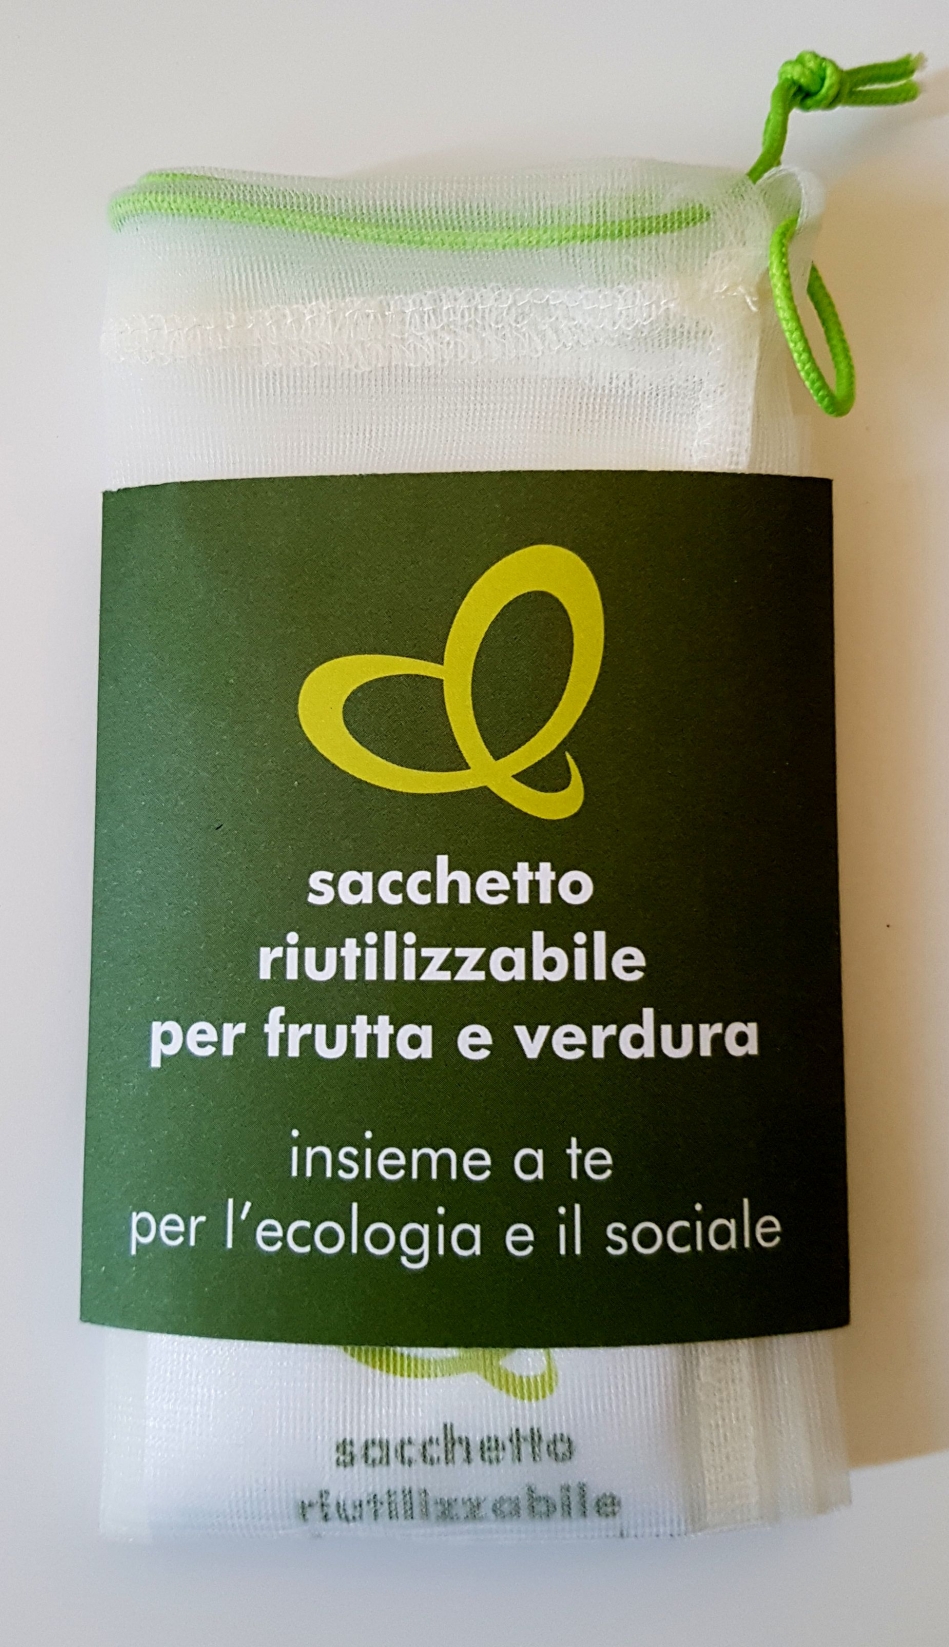 sacchetto
riutilizzabile
per frutta e verdura
insieme a te
per l'ecologia e il sociale
sacchetto
riutilizzabile